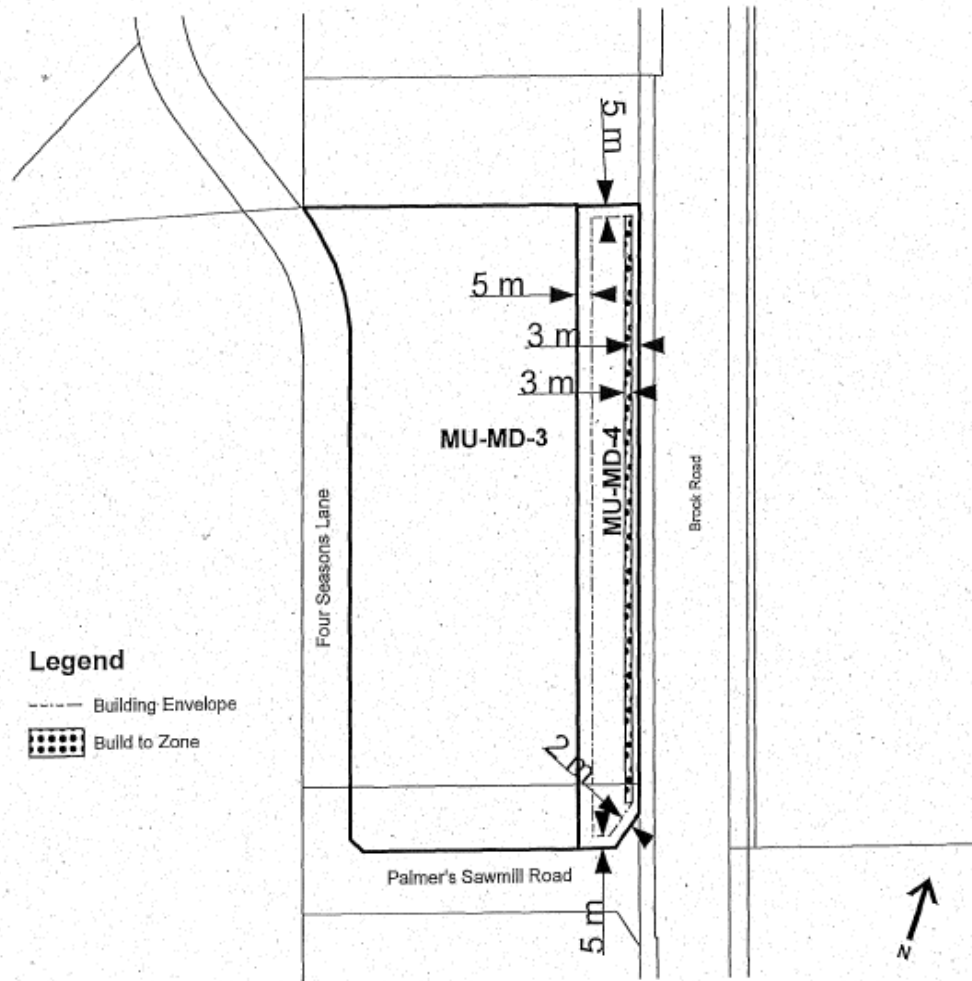 5 m
5 m
3 m
3 m
MU-MD-3
MU-MD-4
Brock Road
Four Seasons Lane
Legend
Building Envelope
Build to Zone
2 m
Palmer's Sawmill Road
5 m
N